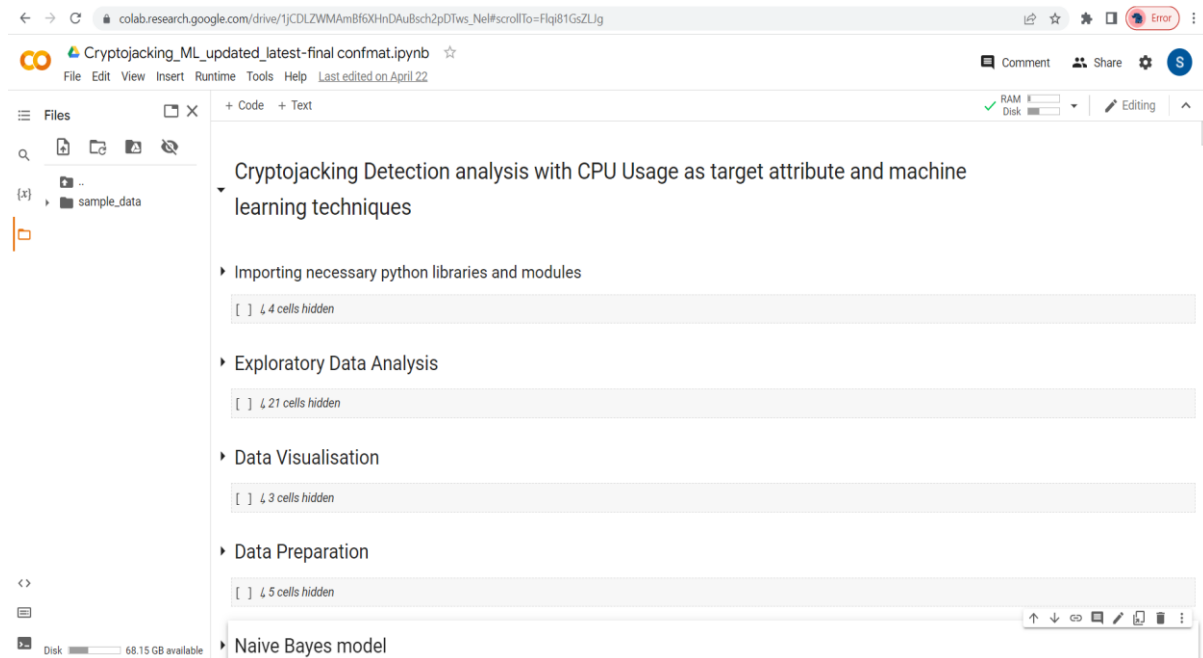 colab.research.google.com/drive/1jCDLZWMAmBf6XHnDAuBsch2pDTws_Nel#scrollTo=Flqi81GsZLJg
Error
CO
Cryptojacking_ML_updated_latest-final confmat.ipynb
File Edit View Insert Runtime Tools Help Last edited on April 22
Comment
Share
S
Files
+ Code + Text
RAM
Disk
Editing
{x}
..
sample_data
Cryptojacking Detection analysis with CPU Usage as target attribute and machine
learning techniques
Importing necessary python libraries and modules
[ ] ↳ 4 cells hidden
Exploratory Data Analysis
[ ] ↳ 21 cells hidden
Data Visualisation
[ ] ↳ 3 cells hidden
Data Preparation
[ ] ↳ 5 cells hidden
Naive Bayes model
Disk 68.15 GB available